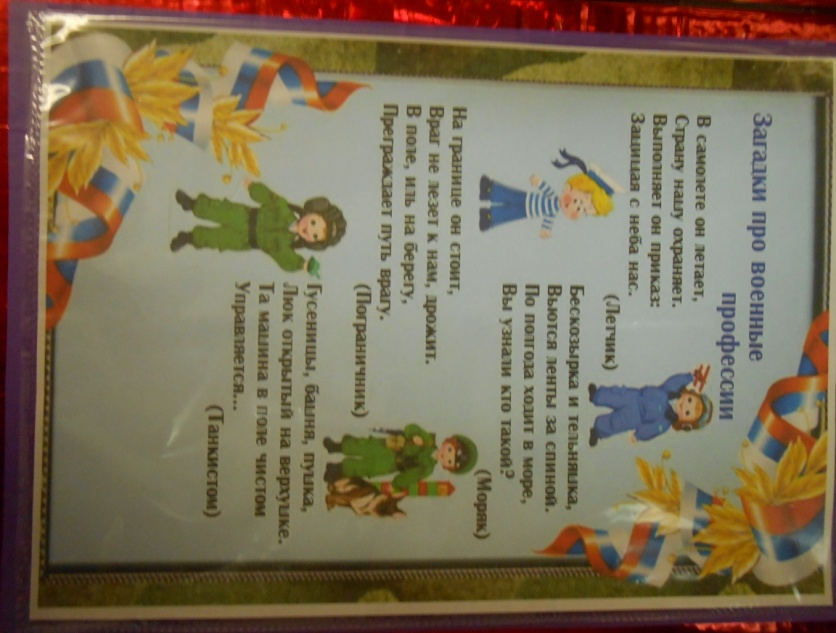 Загадки про военные
профессии
В самолете он летает,
Страну нашу охраняет.
Выполняет он приказ:
Защищая с неба нас.
(Летчик)
Бескозырка и тельняшка,
Вьются ленты за спиной.
По полгода ходит в море,
Вы узнали кто такой?
(Моряк)
На границе он стоит,
Враг не лезет к нам, дрожит.
В поле, иль на берегу,
Преграждает путь врагу.
(Пограничник)
Гусеницы, башня, пушка,
Люк открытый на верхушке.
Та машина в поле чистом
Управляется...
(Танкистом)